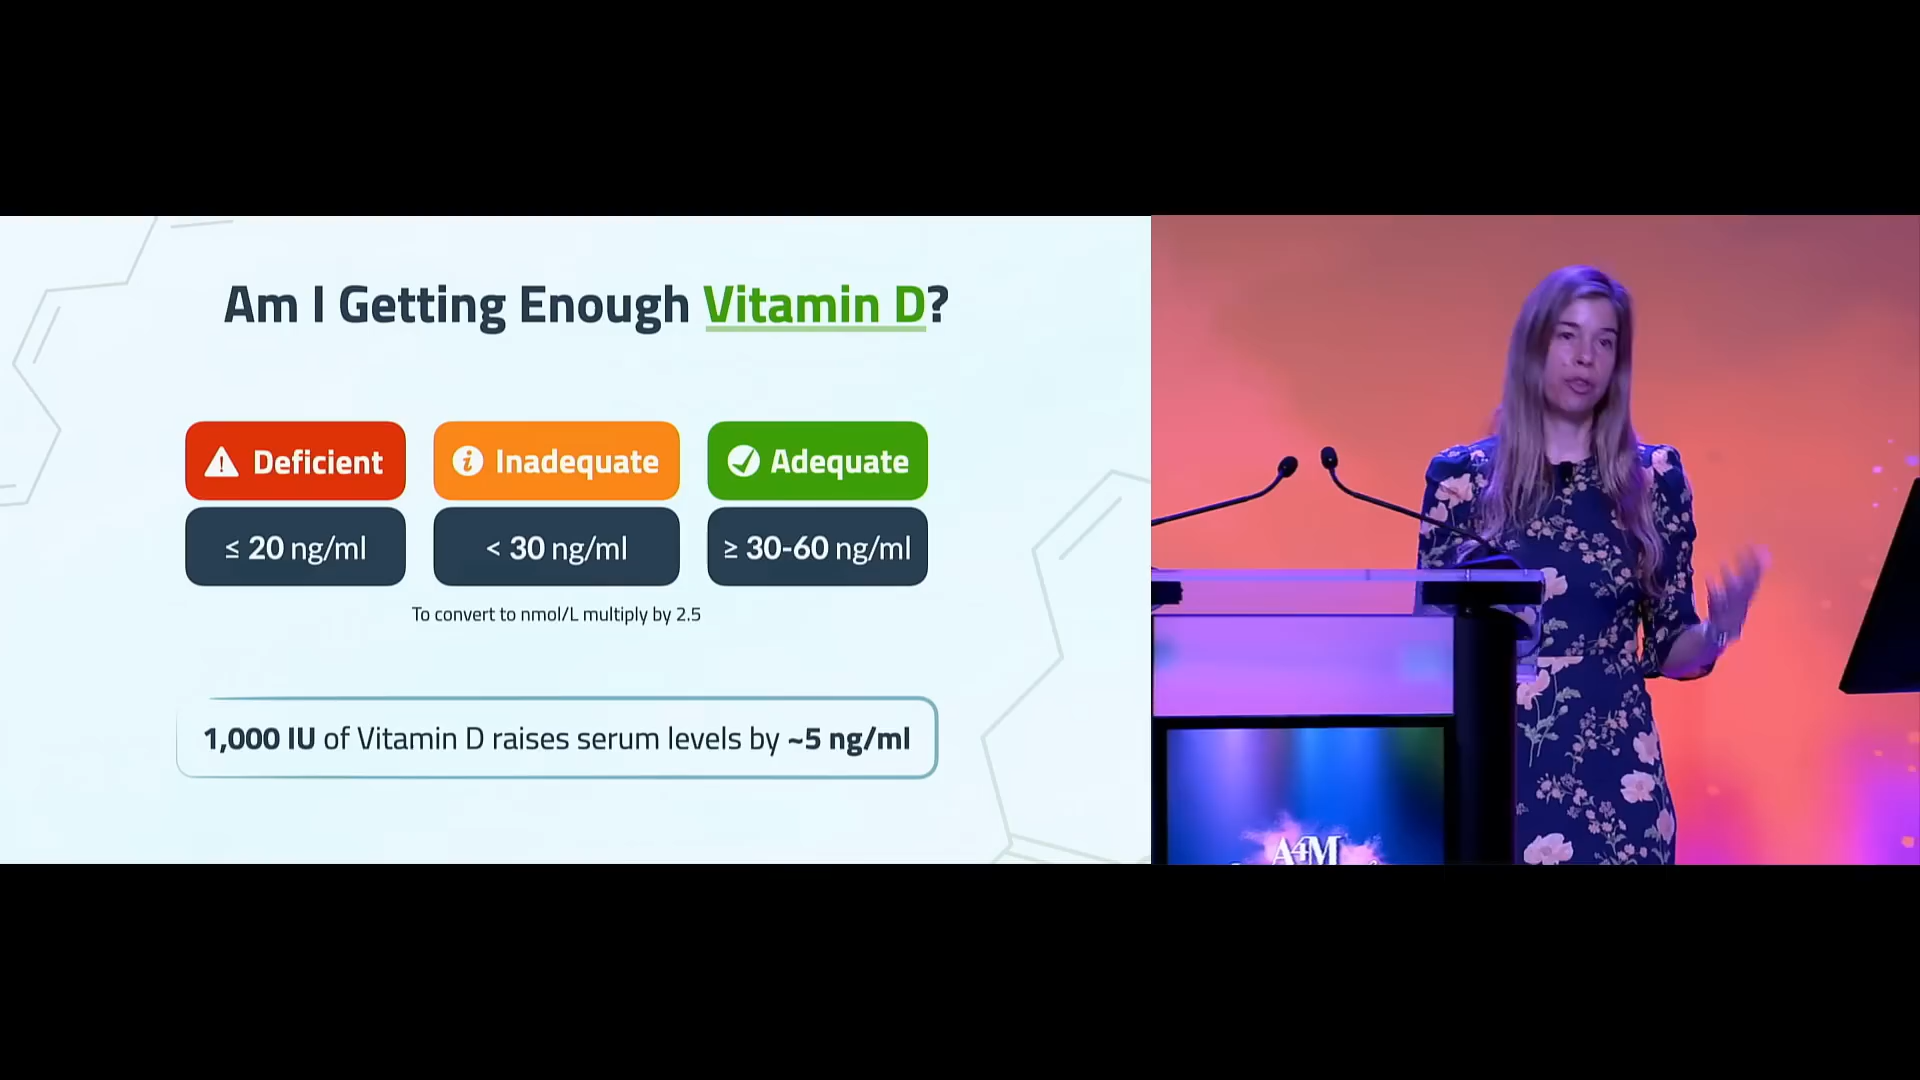 Am I Getting Enough Vitamin D?
Deficient
Inadequate
Adequate
≤ 20 ng/ml
< 30 ng/ml
≥ 30-60 ng/ml
To convert to nmol/L multiply by 2.5
1,000 IU of Vitamin D raises serum levels by ~5 ng/ml
A4M